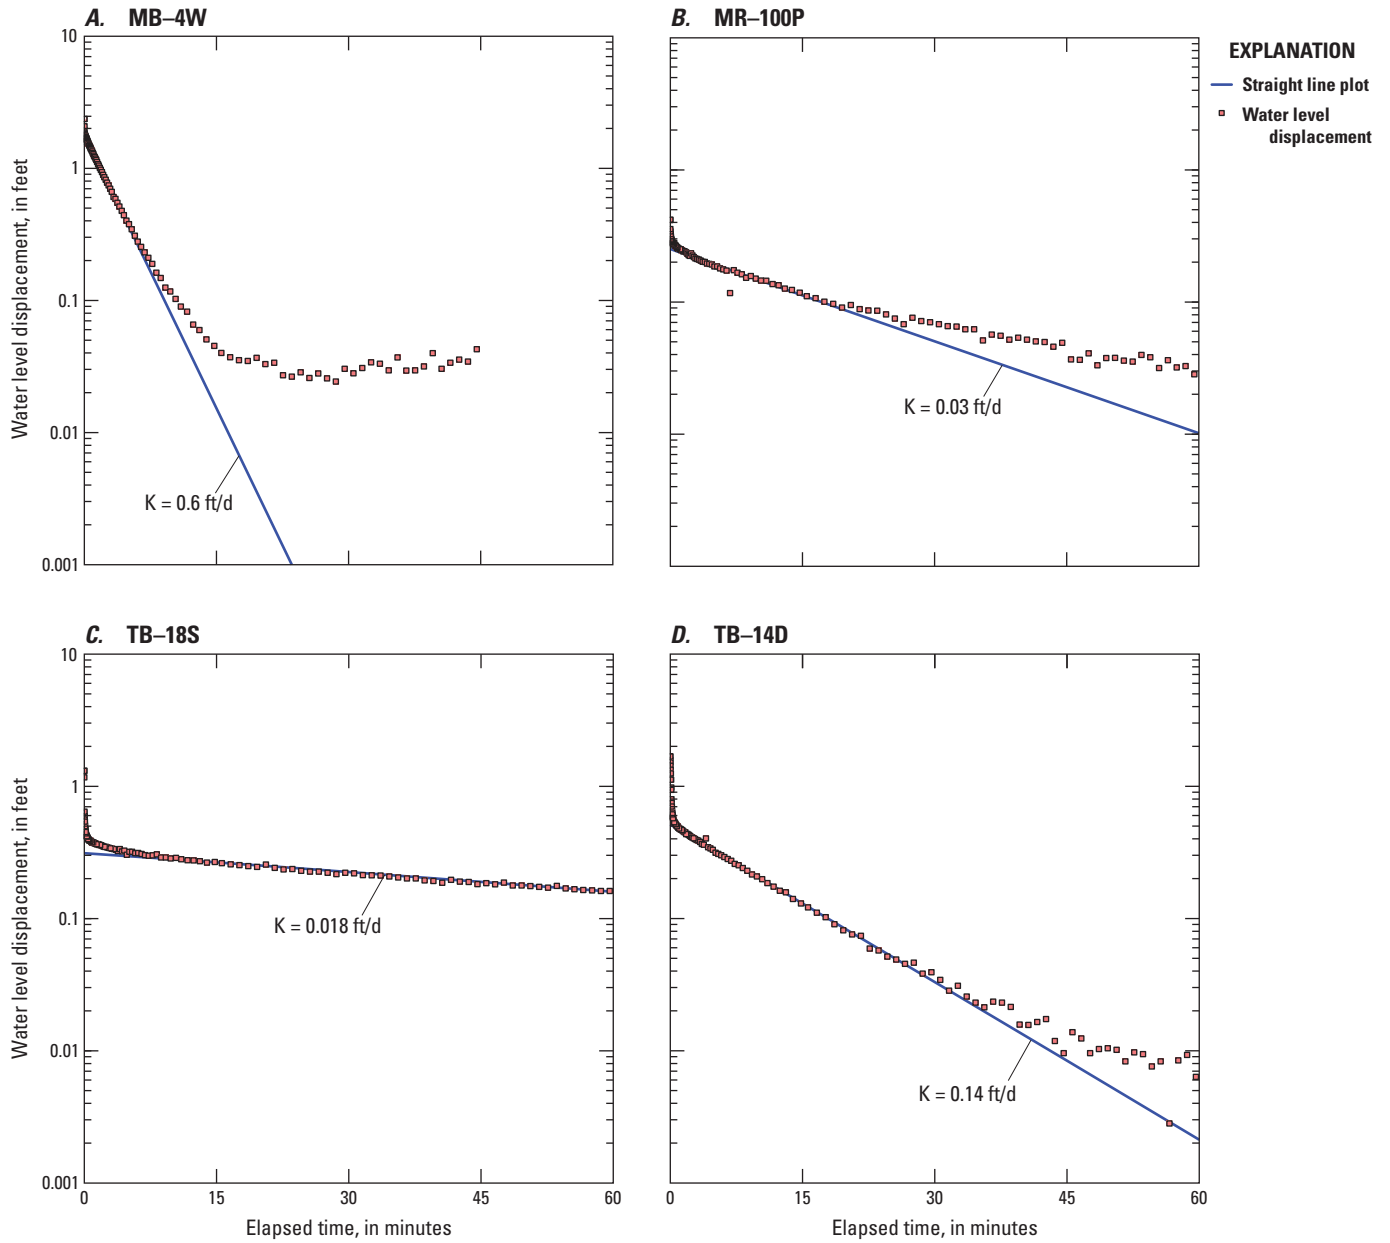 A. MB–4W
B. MR–100P
10
1
0.1
0.01
0.001
Water level displacement, in feet
K = 0.6 ft/d
K = 0.03 ft/d
EXPLANATION
Straight line plot
Water level
displacement
C. TB–18S
D. TB–14D
10
1
0.1
0.01
0.001
Water level displacement, in feet
K = 0.018 ft/d
K = 0.14 ft/d
0 15 30 45 60
0 15 30 45 60
Elapsed time, in minutes
Elapsed time, in minutes